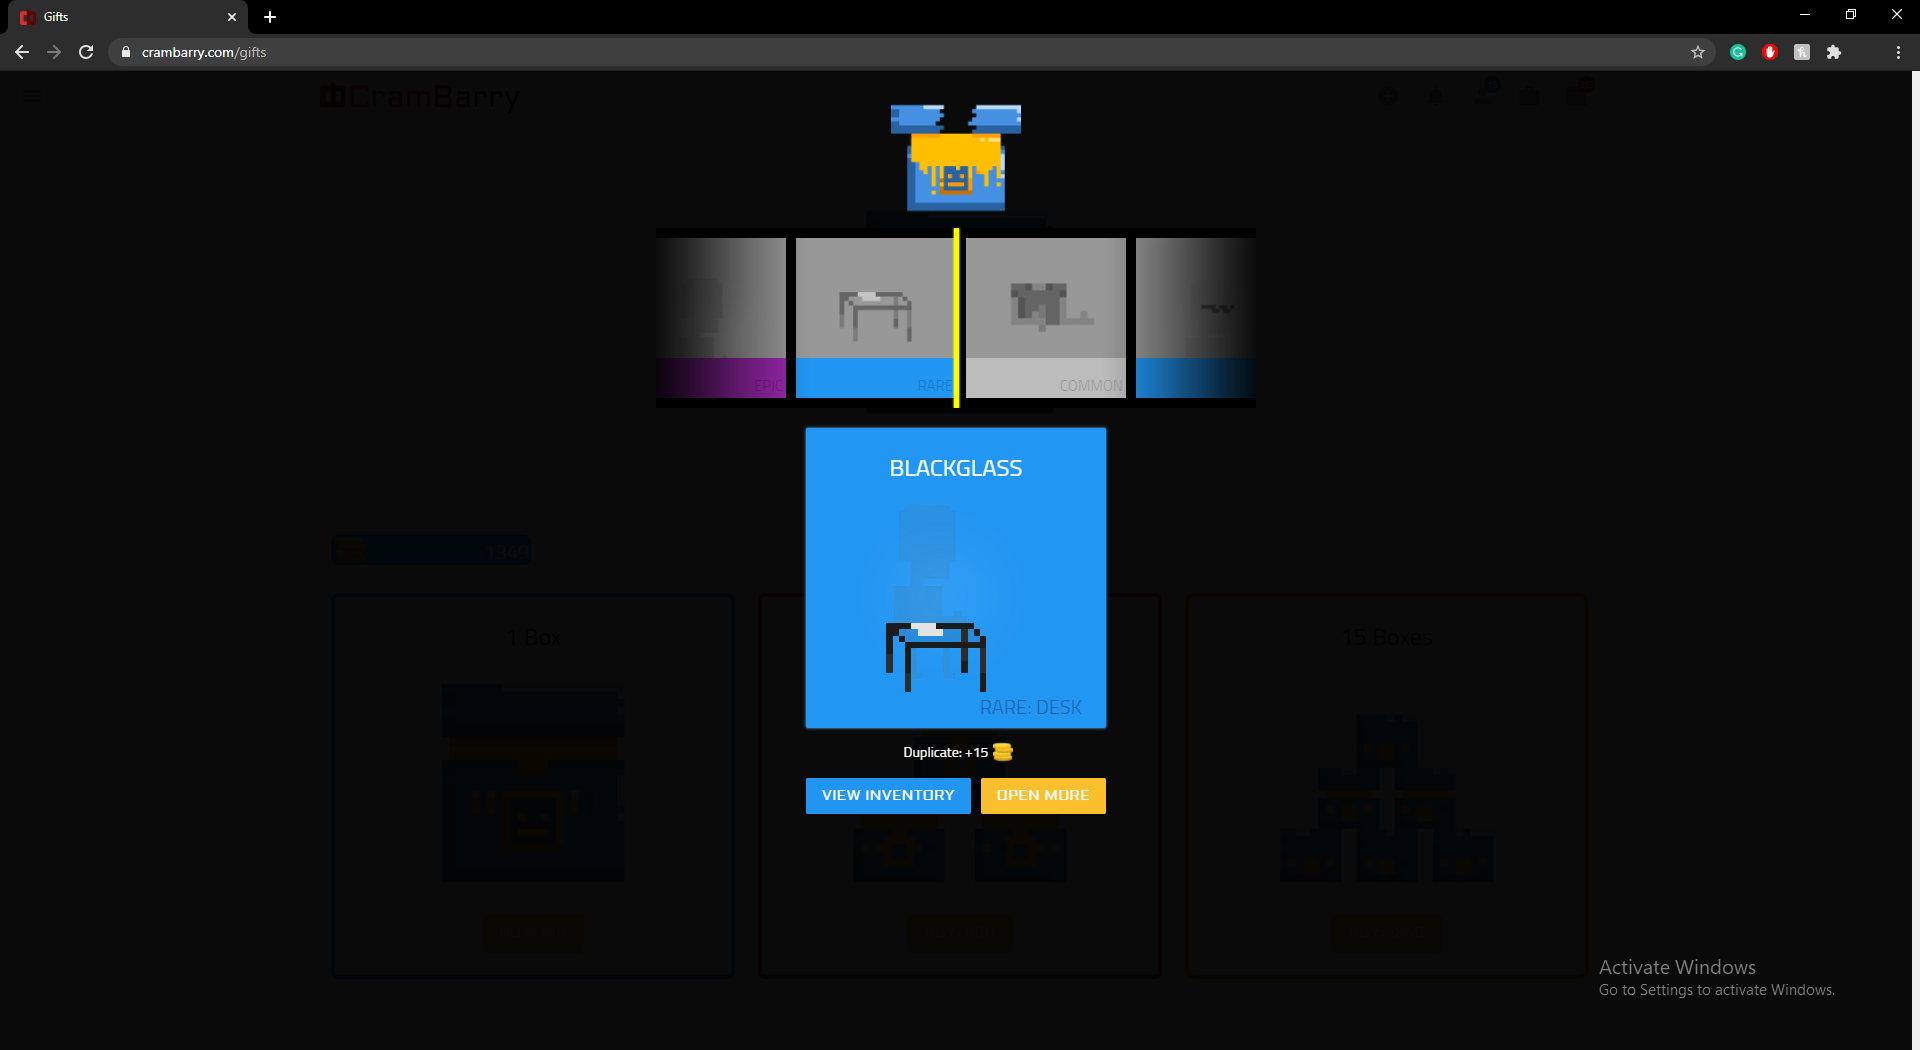 Gifts
crambarry.com/gifts
CramBarry
EPIC
RARE
COMMON
BLACKGLASS
1349
1 Box
15 Boxes
RARE: DESK
Duplicate: +15
VIEW INVENTORY
OPEN MORE
Activate Windows
Go to Settings to activate Windows.